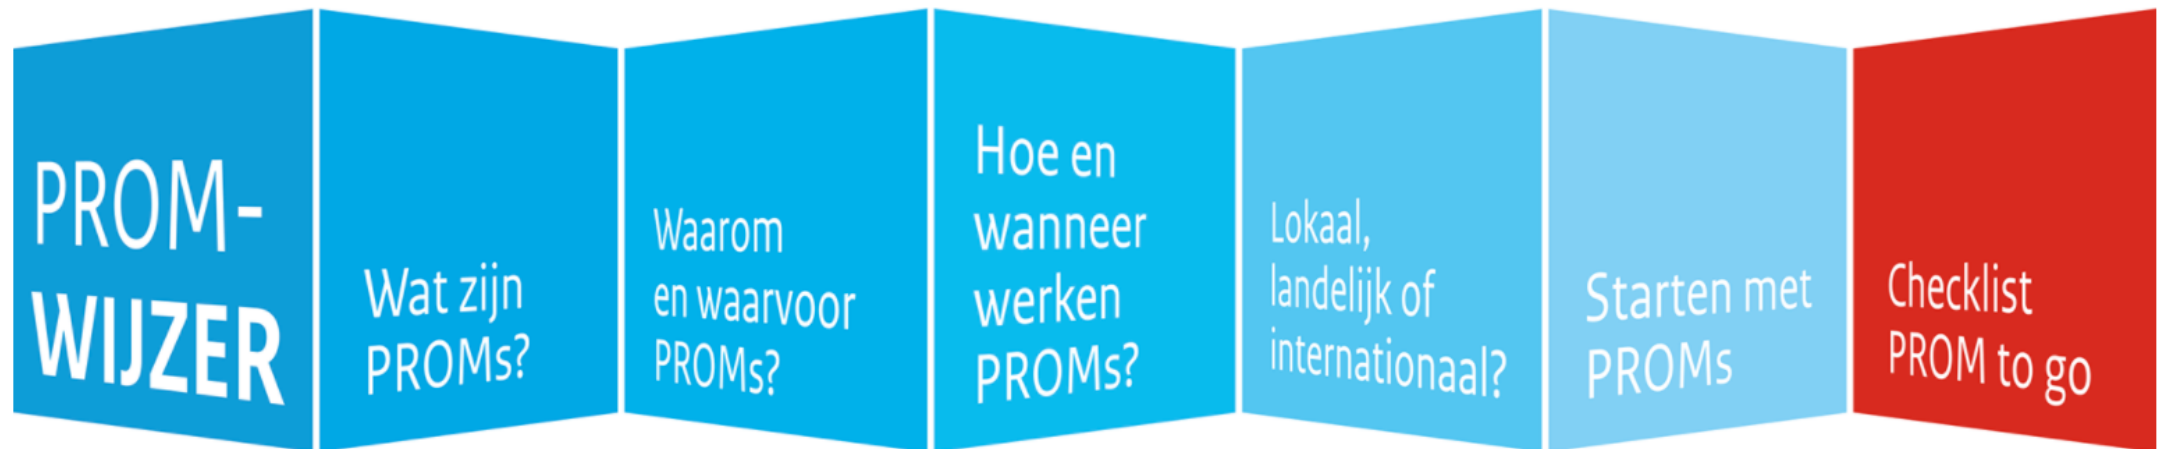 PROM-
WIJZER
Wat zijn
PROMs?
Waarom
en waarvoor
PROMs?
Hoe en
wanneer
werken
PROMs?
Lokaal,
landelijk of
internationaal?
Starten met
PROMs
Checklist
PROM to go